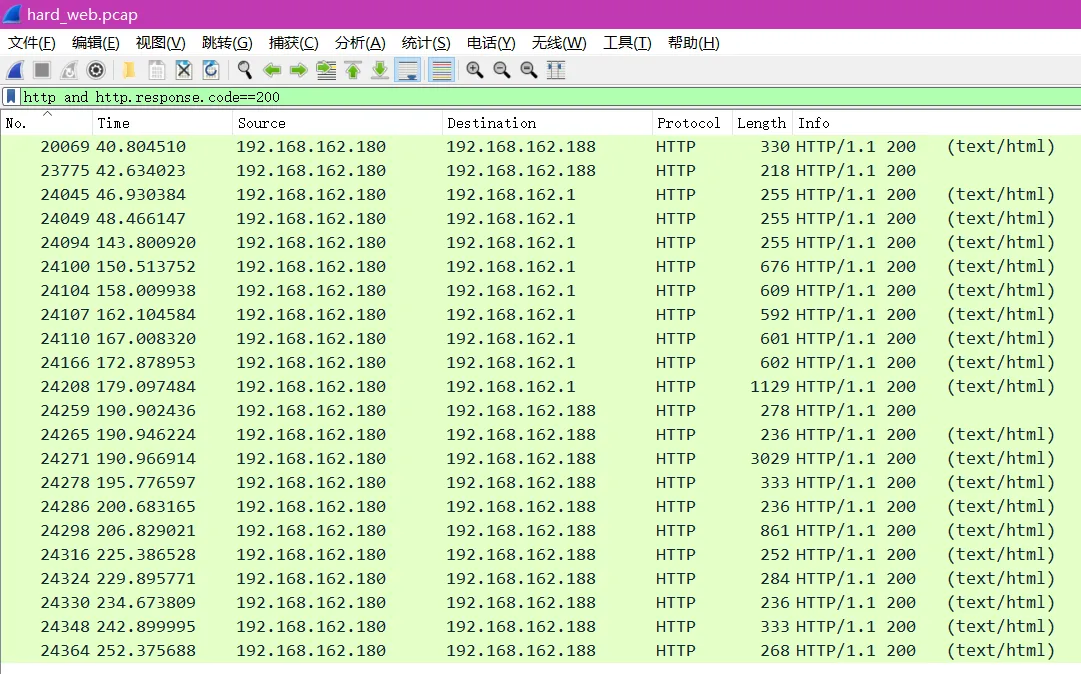 hard_web.pcap
文件(F) 编辑(E) 视图(V) 跳转(G) 捕获(C) 分析(A) 统计(S) 电话(Y) 无线(W) 工具(T) 帮助(H)
http and http.response.code==200
No. Time Source Destination Protocol Length Info
20069 40.804510 192.168.162.180 192.168.162.188 HTTP 330 HTTP/1.1 200 (text/html)
23775 42.634023 192.168.162.180 192.168.162.188 HTTP 218 HTTP/1.1 200
24045 46.930384 192.168.162.180 192.168.162.1 HTTP 255 HTTP/1.1 200 (text/html)
24049 48.466147 192.168.162.180 192.168.162.1 HTTP 255 HTTP/1.1 200 (text/html)
24094 143.800920 192.168.162.180 192.168.162.1 HTTP 255 HTTP/1.1 200 (text/html)
24100 150.513752 192.168.162.180 192.168.162.1 HTTP 676 HTTP/1.1 200 (text/html)
24104 158.009938 192.168.162.180 192.168.162.1 HTTP 609 HTTP/1.1 200 (text/html)
24107 162.104584 192.168.162.180 192.168.162.1 HTTP 592 HTTP/1.1 200 (text/html)
24110 167.008320 192.168.162.180 192.168.162.1 HTTP 601 HTTP/1.1 200 (text/html)
24166 172.878953 192.168.162.180 192.168.162.1 HTTP 602 HTTP/1.1 200 (text/html)
24208 179.097484 192.168.162.180 192.168.162.1 HTTP 1129 HTTP/1.1 200 (text/html)
24259 190.902436 192.168.162.180 192.168.162.188 HTTP 278 HTTP/1.1 200
24265 190.946224 192.168.162.180 192.168.162.188 HTTP 236 HTTP/1.1 200 (text/html)
24271 190.966914 192.168.162.180 192.168.162.188 HTTP 3029 HTTP/1.1 200 (text/html)
24278 195.776597 192.168.162.180 192.168.162.188 HTTP 333 HTTP/1.1 200 (text/html)
24286 200.683165 192.168.162.180 192.168.162.188 HTTP 236 HTTP/1.1 200 (text/html)
24298 206.829021 192.168.162.180 192.168.162.188 HTTP 861 HTTP/1.1 200 (text/html)
24316 225.386528 192.168.162.180 192.168.162.188 HTTP 252 HTTP/1.1 200 (text/html)
24324 229.895771 192.168.162.180 192.168.162.188 HTTP 284 HTTP/1.1 200 (text/html)
24330 234.673809 192.168.162.180 192.168.162.188 HTTP 236 HTTP/1.1 200 (text/html)
24348 242.899995 192.168.162.180 192.168.162.188 HTTP 333 HTTP/1.1 200 (text/html)
24364 252.375688 192.168.162.180 192.168.162.188 HTTP 268 HTTP/1.1 200 (text/html)